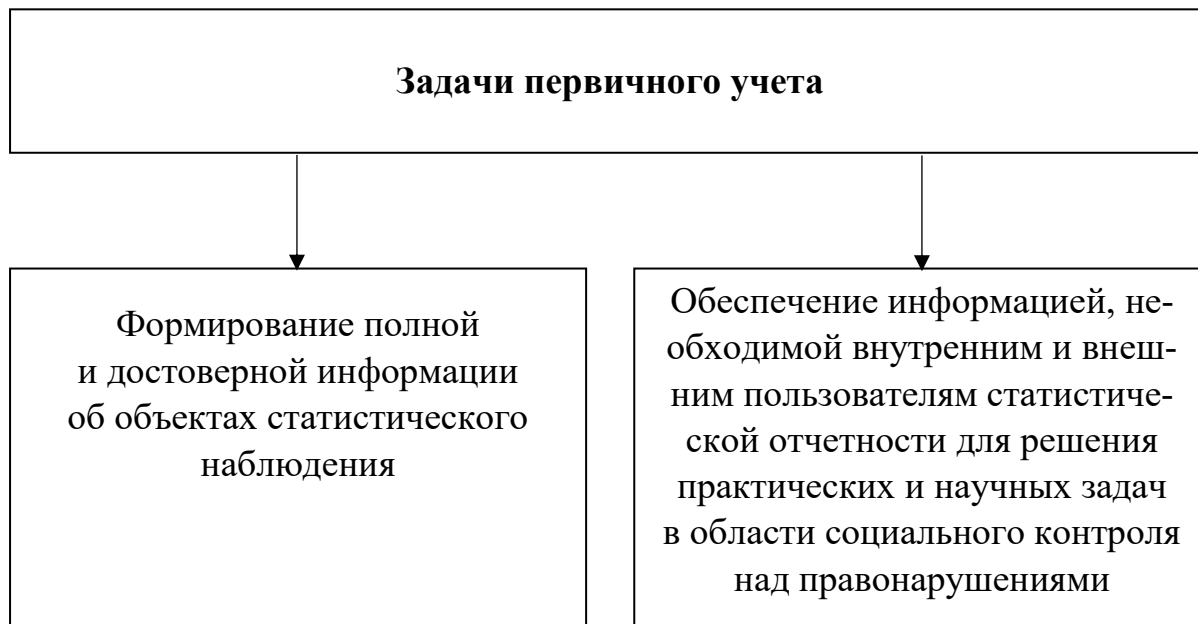 Задачи первичного учета
Формирование полной
и достоверной информации
об объектах статистического
наблюдения
Обеспечение информацией, не-
обходимой внутренним и внеш-
ним пользователям статистиче-
ской отчетности для решения
практических и научных задач
в области социального контроля
над правонарушениями